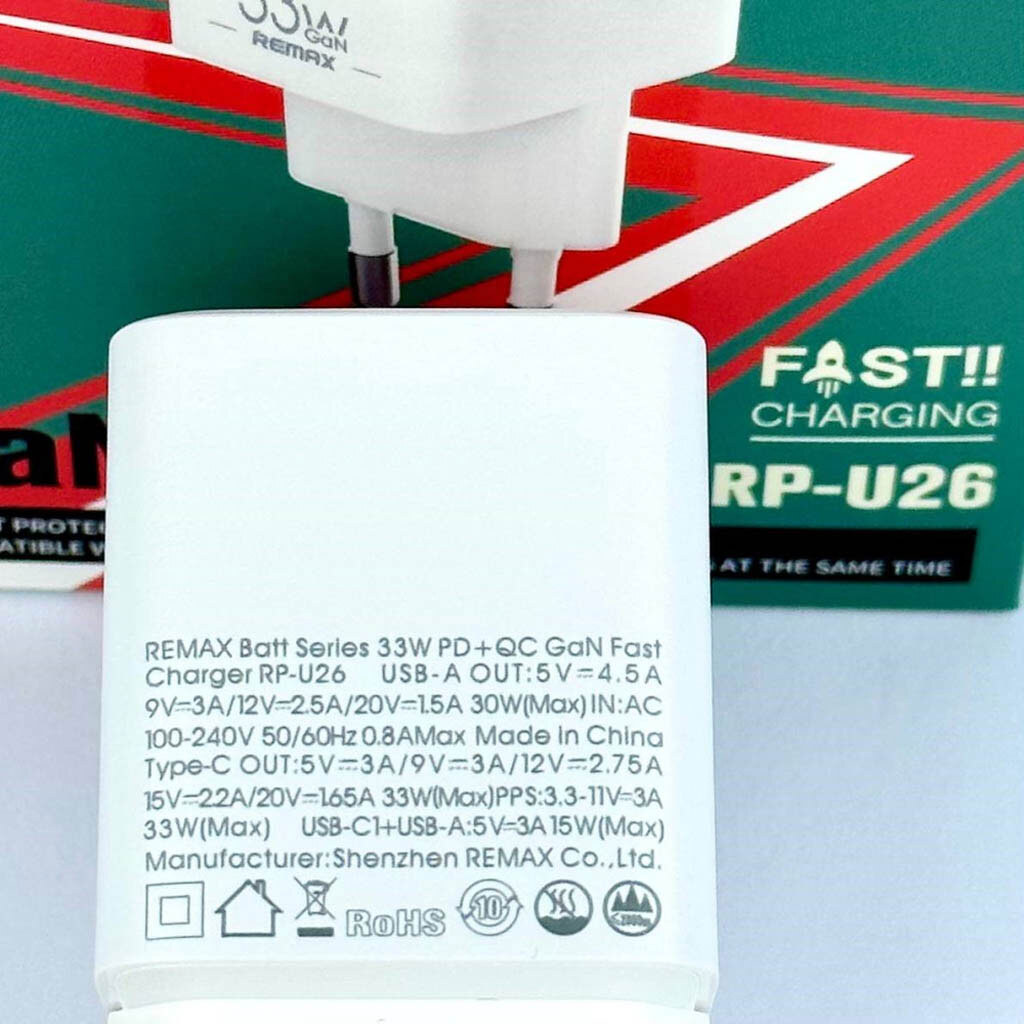 33W
GaN
REMAX
FAST!!
CHARGING
RP-U26
AT THE SAME TIME
REMAX Batt Series 33W PD+QC GaN Fast
Charger RP-U26 USB-A OUT:5V⎓4.5A
9V⎓3A/12V⎓2.5A/20V⎓1.5A 30W(Max) IN:AC
100-240V 50/60Hz 0.8AMax Made in China
Type-C OUT:5V⎓3A/9V⎓3A/12V⎓2.75A
15V⎓2.2A/20V⎓1.65A 33W(Max)PPS:3.3-11V⎓3A
33W(Max) USB-C1+USB-A:5V⎓3A 15W(Max)
Manufacturer:Shenzhen REMAX Co.,Ltd.
RoHS
10